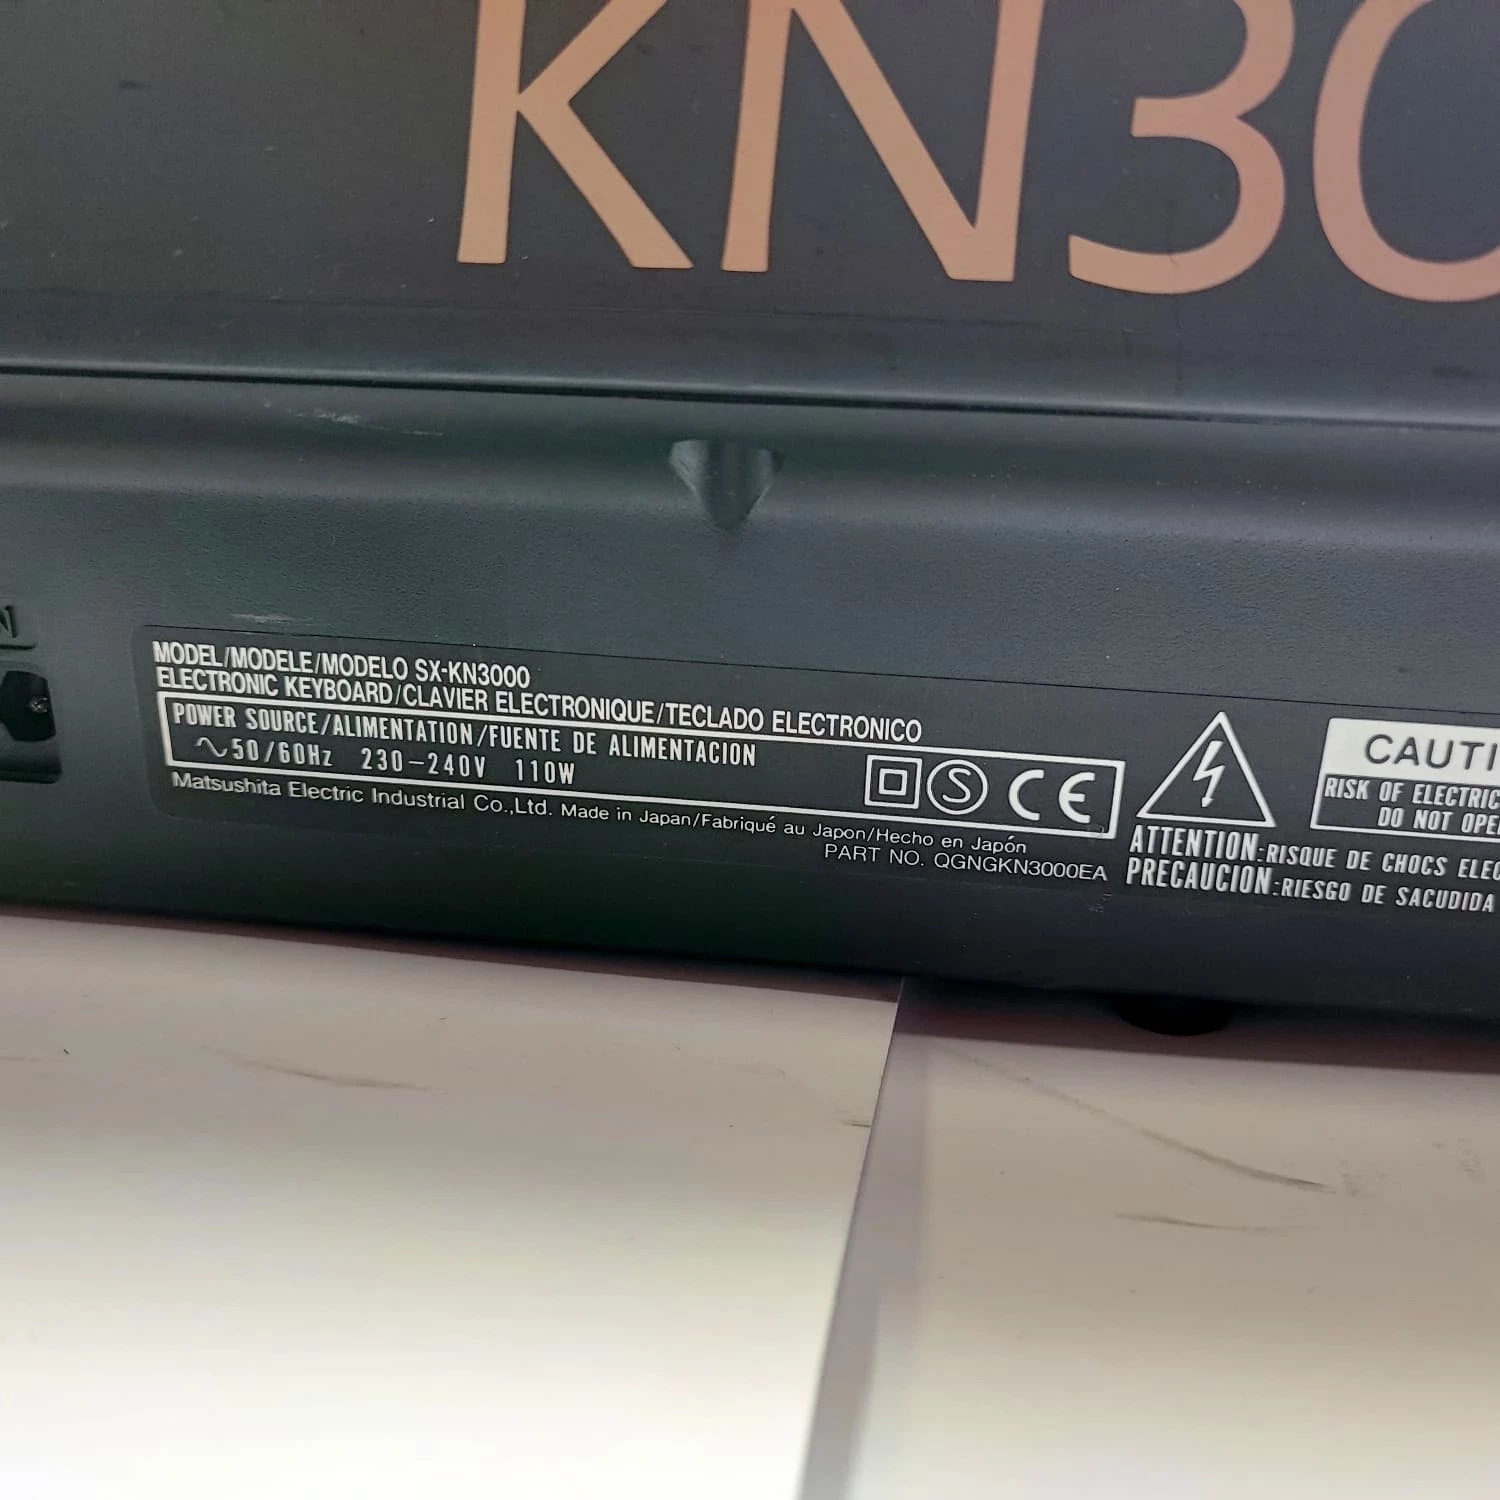 KN30
MODEL/MODELE/MODELO SX-KN3000
ELECTRONIC KEYBOARD/CLAVIER ELECTRONIQUE/TECLADO ELECTRONICO
POWER SOURCE/ALIMENTATION/FUENTE DE ALIMENTACION
∿50/60Hz 230-240V 110W
S CE
Matsushita Electric Industrial Co.,Ltd. Made in Japan/Fabriqué au Japon/Hecho en Japón
PART NO. QGNGKN3000EA
CAUTI
RISK OF ELECTRIC
DO NOT OPE
ATTENTION:RISQUE DE CHOCS ELEC
PRECAUCION:RIESGO DE SACUDIDA